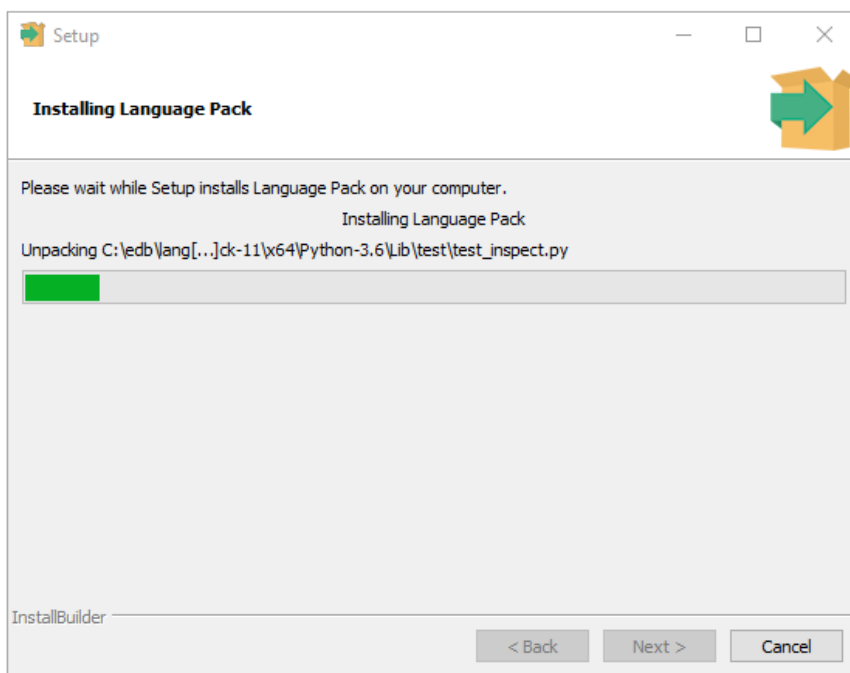 Setup
Installing Language Pack
Please wait while Setup installs Language Pack on your computer.
Installing Language Pack
Unpacking C:\edb\lang[...]ck-11\x64\Python-3.6\Lib\test\test_inspect.py
InstallBuilder
< Back Next > Cancel